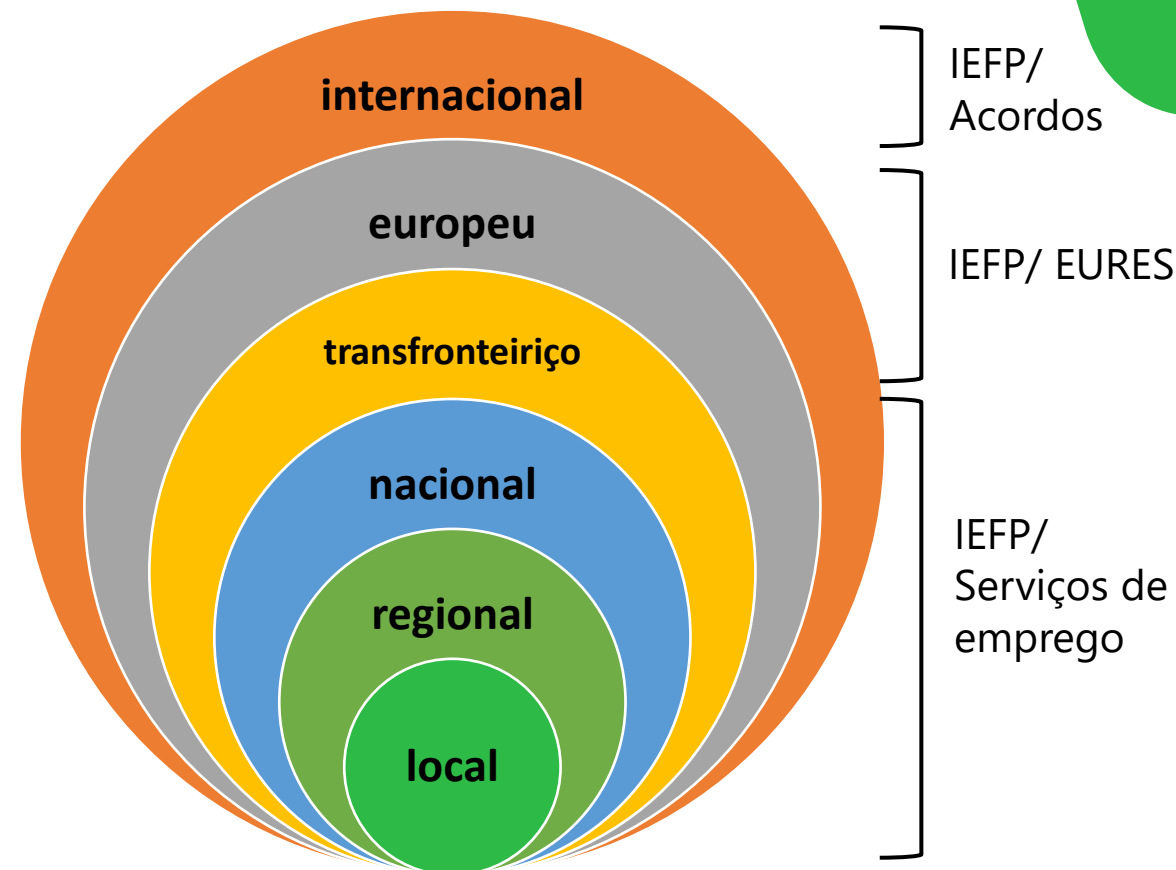 internacional
europeu
transfronteiriço
nacional
regional
local
IEFP/
Acordos
IEFP/ EURES
IEFP/
Serviços de
emprego